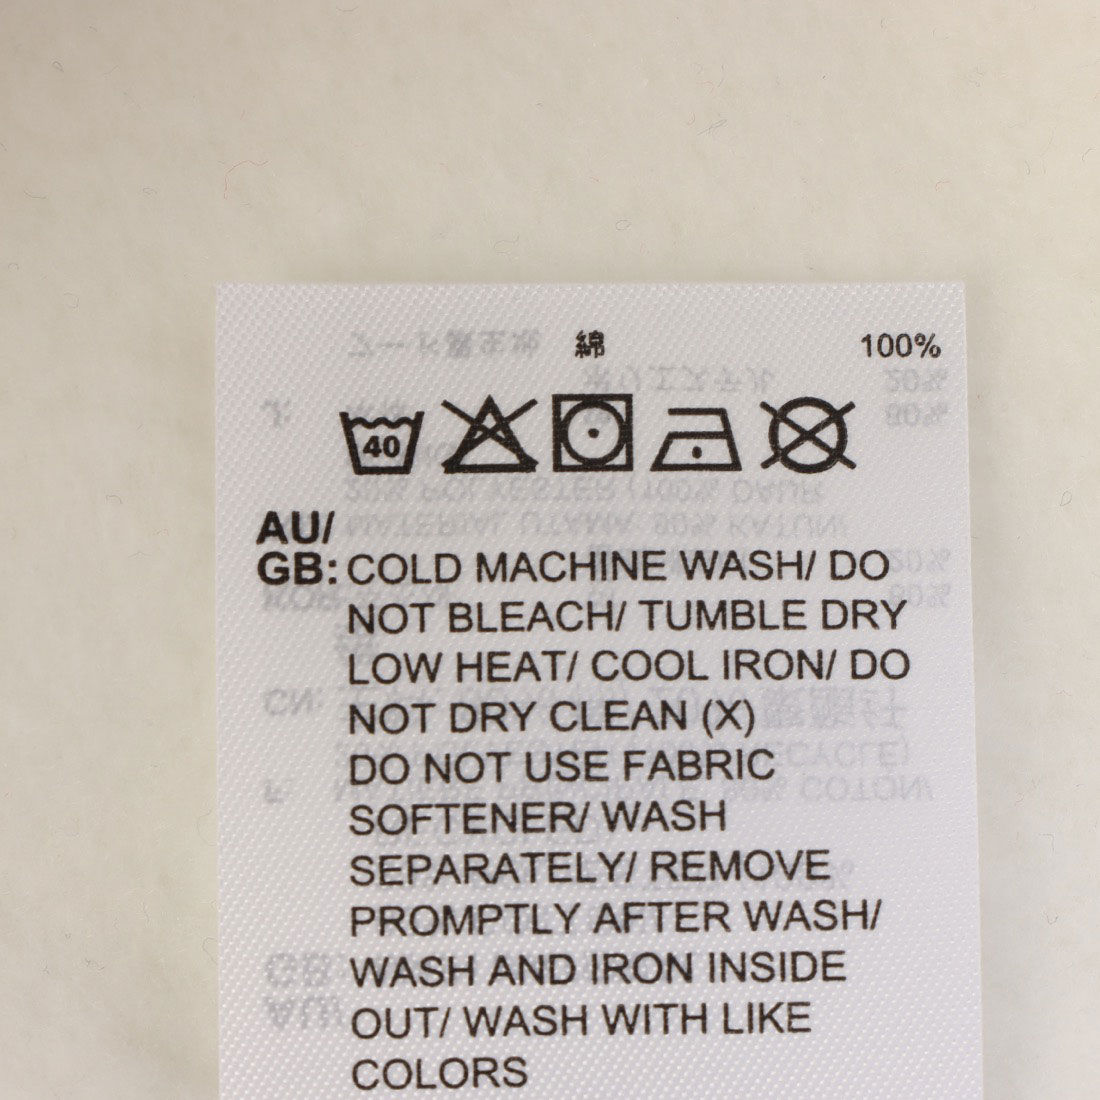 綿 100%
40
AU/
GB: COLD MACHINE WASH/ DO
NOT BLEACH/ TUMBLE DRY
LOW HEAT/ COOL IRON/ DO
NOT DRY CLEAN (X)
DO NOT USE FABRIC
SOFTENER/ WASH
SEPARATELY/ REMOVE
PROMPTLY AFTER WASH/
WASH AND IRON INSIDE
OUT/ WASH WITH LIKE
COLORS